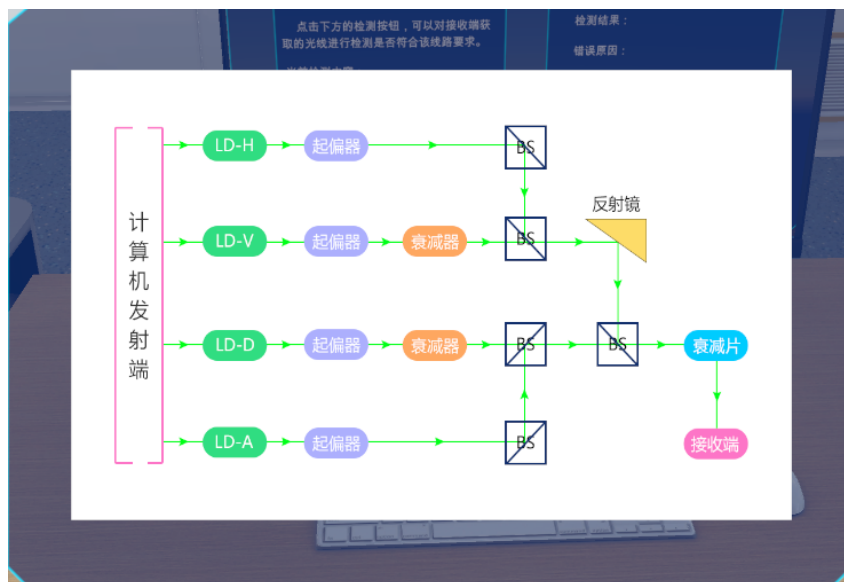 点击下方的检测按钮，可以对接收端获
取的光线进行检测是否符合该线路要求。
检测结果：
错误原因：
LD-H
起偏器
BS
反射镜
计算机发射端
LD-V
起偏器
衰减器
BS
LD-D
起偏器
衰减器
BS
BS
衰减片
LD-A
起偏器
BS
接收端